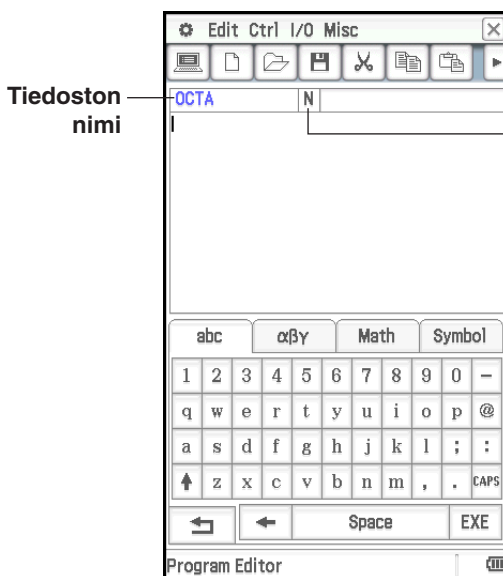 Edit Ctrl I/O Misc
Tiedoston
nimi
OCTA N
abc αβγ Math Symbol
1 2 3 4 5 6 7 8 9 0 −
q w e r t y u i o p @
a s d f g h j k l ; :
z x c v b n m , . CAPS
Space EXE
Program Editor